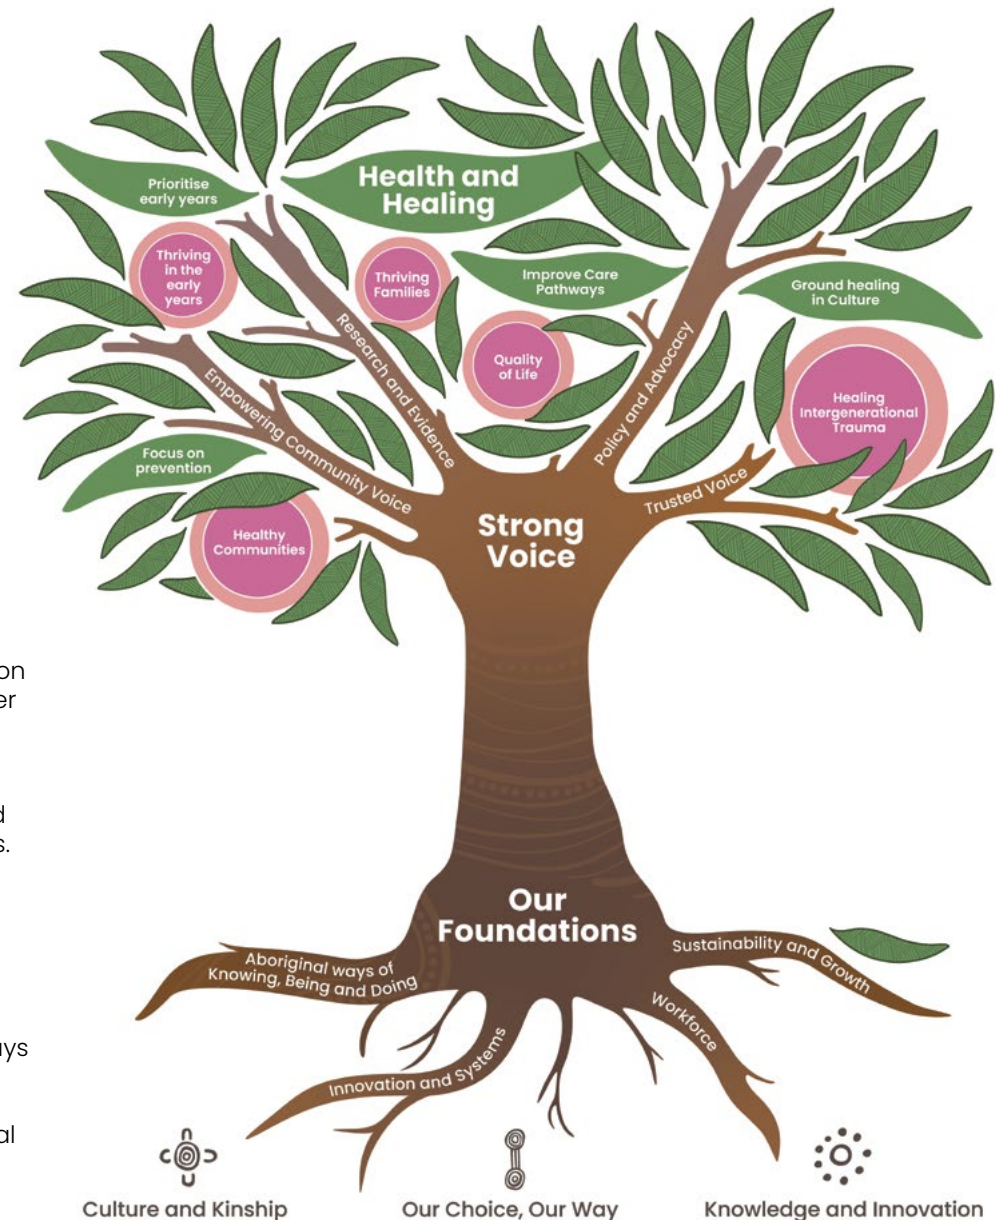 Health and
Healing
Prioritise
early years
Thriving
in the
early
years
Thriving
Families
Improve Care
Pathways
Ground healing
in Culture
Quality
of Life
Healing
Intergenerational
Trauma
Research and Evidence
Policy and Advocacy
Empowering Community Voice
Focus on
prevention
Trusted Voice
Healthy
Communities
Strong
Voice
on
er
d
s.
Our
Foundations
Aboriginal ways of
Knowing, Being and Doing
Sustainability and Growth
Workforce
Innovation and Systems
ays
al
Culture and Kinship
Our Choice, Our Way
Knowledge and Innovation